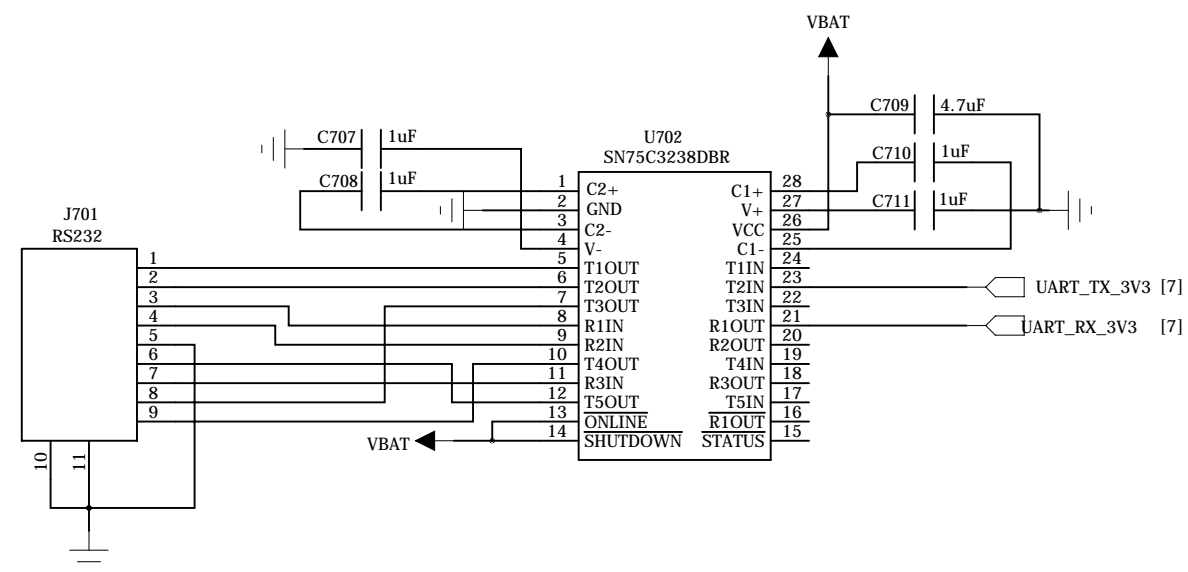 VBAT
C709 4.7uF
C707 1uF
U702
SN75C3238DBR
C710 1uF
C708 1uF
C711 1uF
J701
RS232
1 C2+ C1+ 28
2 GND V+ 27
3 C2- VCC 26
4 V- C1- 25
5 T1OUT T1IN 24
6 T2OUT T2IN 23
7 T3OUT T3IN 22
8 R1IN R1OUT 21
9 R2IN R2OUT 20
10 T4OUT T4IN 19
11 R3IN R3OUT 18
12 T5OUT T5IN 17
13 ONLINE R1OUT 16
14 SHUTDOWN STATUS 15
1
2
3
4
5
6
7
8
9
10
11
UART_TX_3V3 [7]
UART_RX_3V3 [7]
VBAT